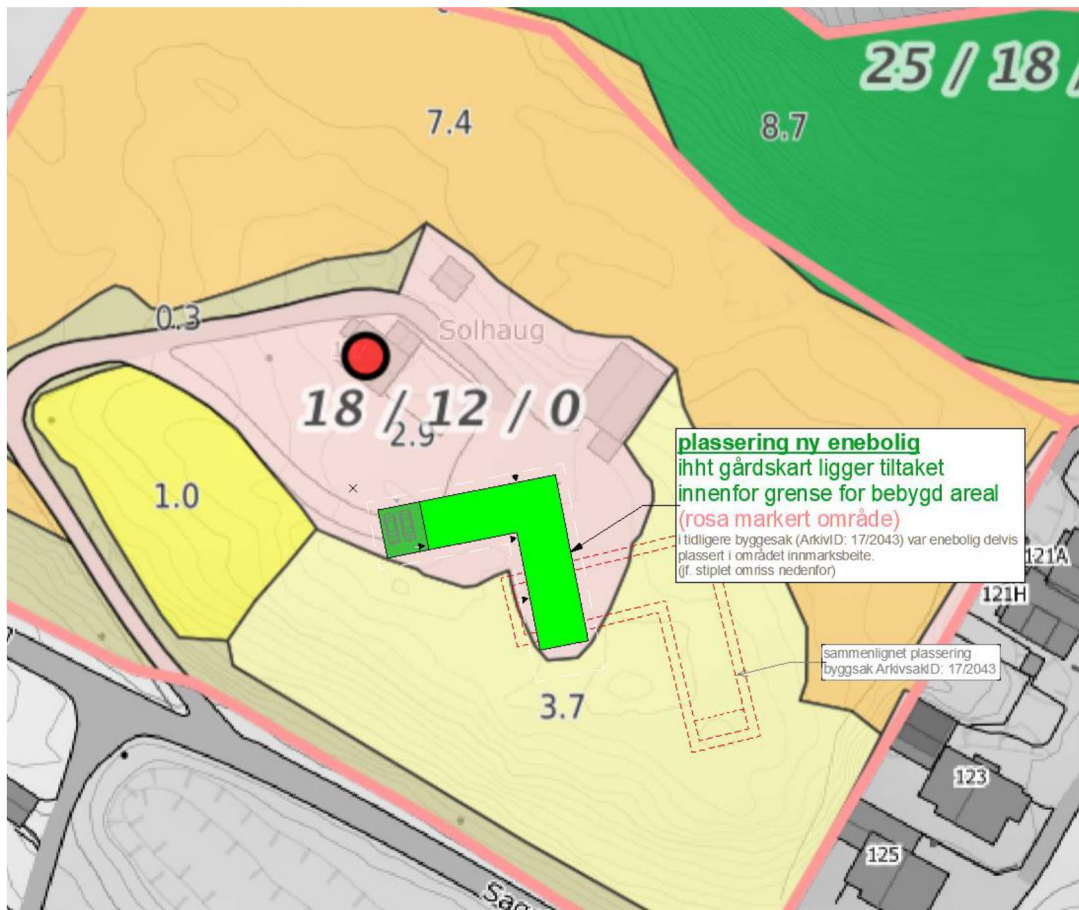 25 / 18 /
7.4
8.7
0.3
Solhaug
18 / 12 / 0
2.9
1.0
plassering ny enebolig
ihht gårdskart ligger tiltaket
innenfor grense for bebygd areal
(rosa markert område)
i tidligere byggesak (ArkivID: 17/2043) var enebolig delvis
plassert i området innmarksbeite.
(jf. stiplet omriss nedenfor)
121A
121H
sammenlignet plassering
byggsak ArkivsakID: 17/2043
3.7
123
125
Sag